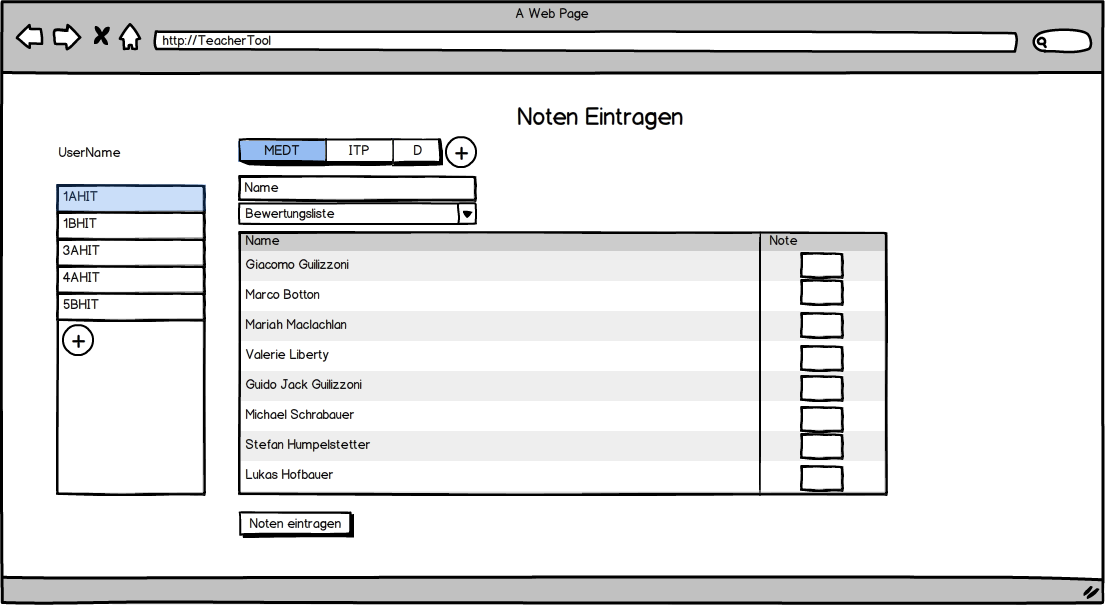 A Web Page
http://TeacherTool
Noten Eintragen
UserName
MEDT ITP D
1AHIT
1BHIT
3AHIT
4AHIT
5BHIT
Name
Bewertungsliste
Name Note
Giacomo Guilizzoni
Marco Botton
Mariah Maclachlan
Valerie Liberty
Guido Jack Guilizzoni
Michael Schrabauer
Stefan Humpelstetter
Lukas Hofbauer
Noten eintragen